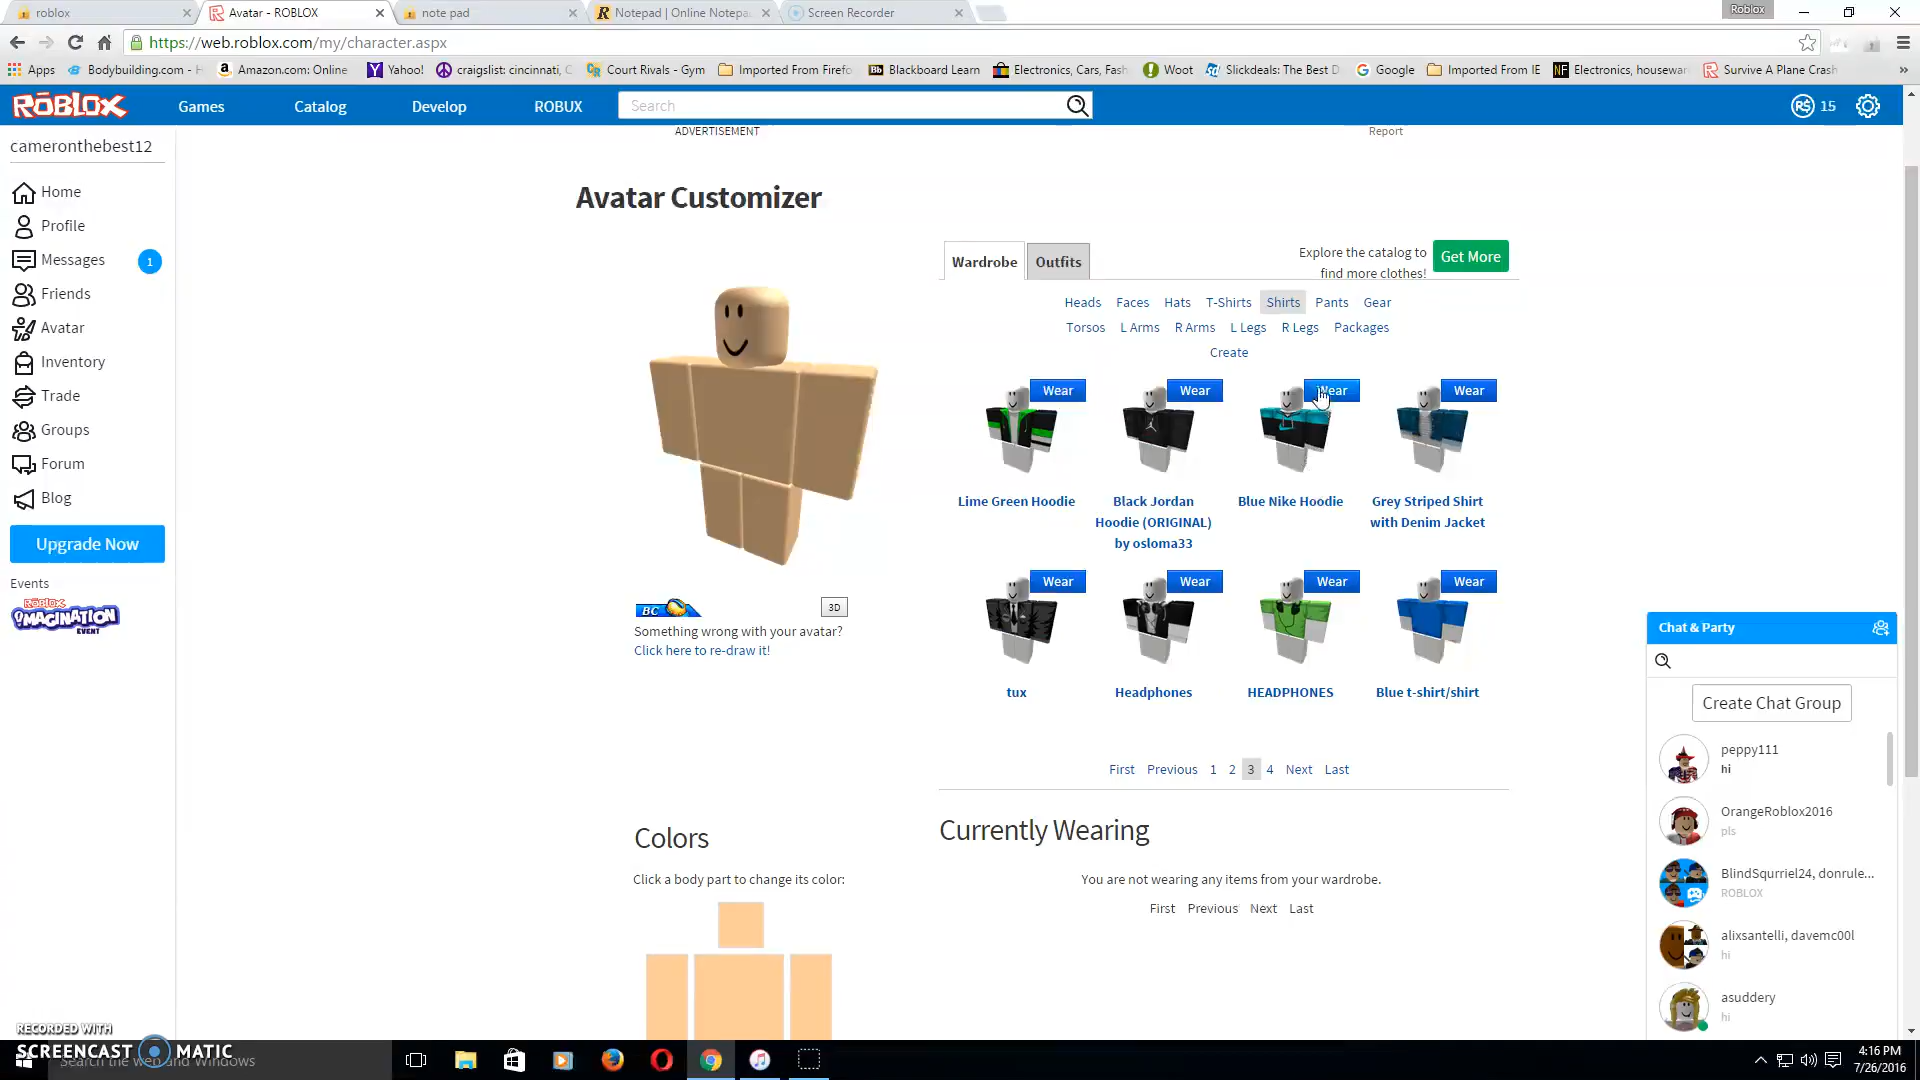 roblox
Avatar - ROBLOX
note pad
Notepad | Online Notepa
Screen Recorder
Roblox
https://web.roblox.com/my/character.aspx
Apps
Bodybuilding.com - H
Amazon.com: Online
Yahoo!
craigslist: cincinnati, C
Court Rivals - Gym
Imported From Firefo
Blackboard Learn
Electronics, Cars, Fash
Woot
Slickdeals: The Best D
Google
Imported From IE
Electronics, houseware
Survive A Plane Crash
ROBLOX
Games
Catalog
Develop
ROBUX
Search
R$ 15
ADVERTISEMENT
Report
cameronthebest12
Home
Profile
Messages
1
Friends
Avatar
Inventory
Trade
Groups
Forum
Blog
Upgrade Now
Events
ROBLOX
IMAGINATION
EVENT
Avatar Customizer
BC
3D
Something wrong with your avatar?
Click here to re-draw it!
Wardrobe
Outfits
Explore the catalog to
find more clothes!
Get More
Heads Faces Hats T-Shirts Shirts Pants Gear
Torsos L Arms R Arms L Legs R Legs Packages
Create
Wear
Wear
Wear
Wear
Lime Green Hoodie
Black Jordan
Hoodie (ORIGINAL)
by osloma33
Blue Nike Hoodie
Grey Striped Shirt
with Denim Jacket
Wear
Wear
Wear
Wear
tux
Headphones
HEADPHONES
Blue t-shirt/shirt
First Previous 1 2 3 4 Next Last
Colors
Click a body part to change its color:
Currently Wearing
You are not wearing any items from your wardrobe.
First Previous Next Last
Chat & Party
Create Chat Group
peppy111
hi
OrangeRoblox2016
pls
BlindSqurriel24, donrule...
ROBLOX
alixsantelli, davemc00l
hi
asuddery
hi
RECORDED WITH
SCREENCAST MATIC
Search the web and Windows
4:16 PM
7/26/2016